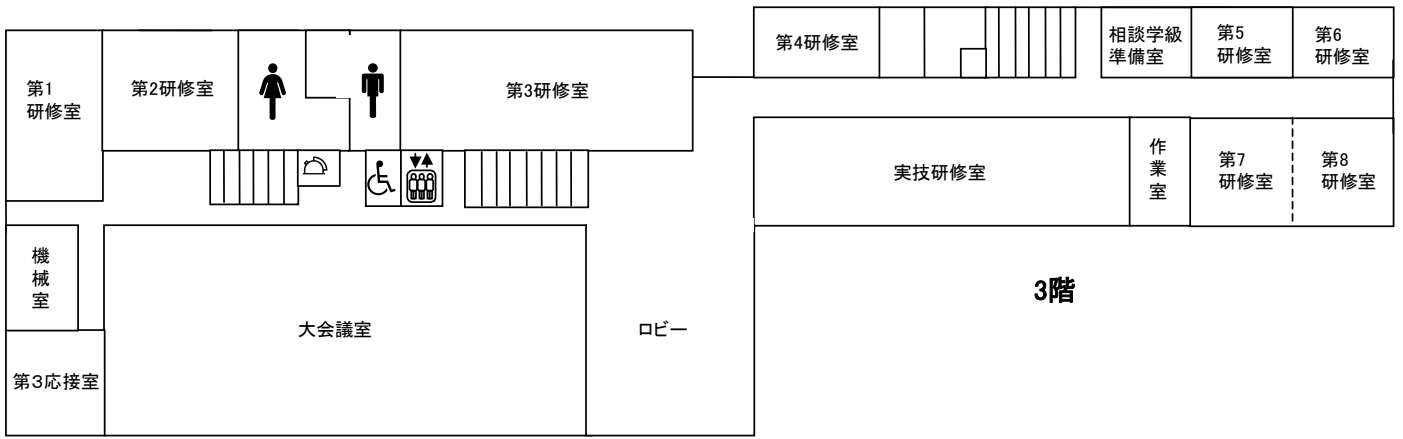 第1
研修室
第2研修室
第3研修室
第4研修室
相談学級
準備室
第5
研修室
第6
研修室
実技研修室
作
業
室
第7
研修室
第8
研修室
機
械
室
大会議室
ロビー
第3応接室
3階